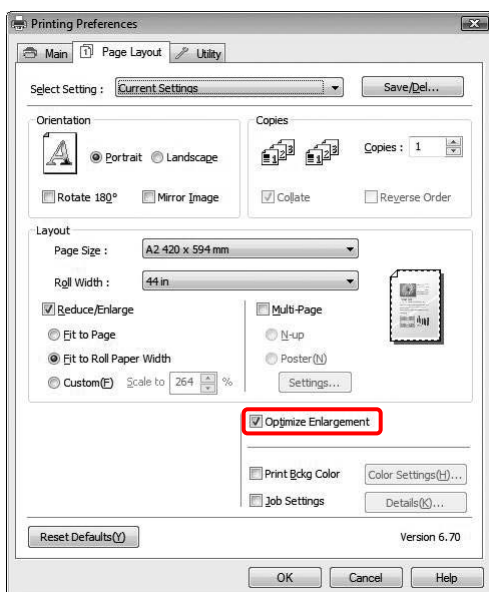 Printing Preferences
Main Page Layout Utility
Select Setting : Current Settings Save/Del...
Orientation Copies
A Portrait Landscape Copies : 1
Rotate 180° Mirror Image Collate Reverse Order
Layout
Page Size : A2 420 x 594 mm
Roll Width : 44 in
Reduce/Enlarge Multi-Page
Fit to Page N-up
Fit to Roll Paper Width Poster(N)
Custom(F) Scale to 264 % Settings...
Optimize Enlargement
Print Bckg Color Color Settings(H)...
Job Settings Details(K)...
Reset Defaults(Y) Version 6.70
OK Cancel Help